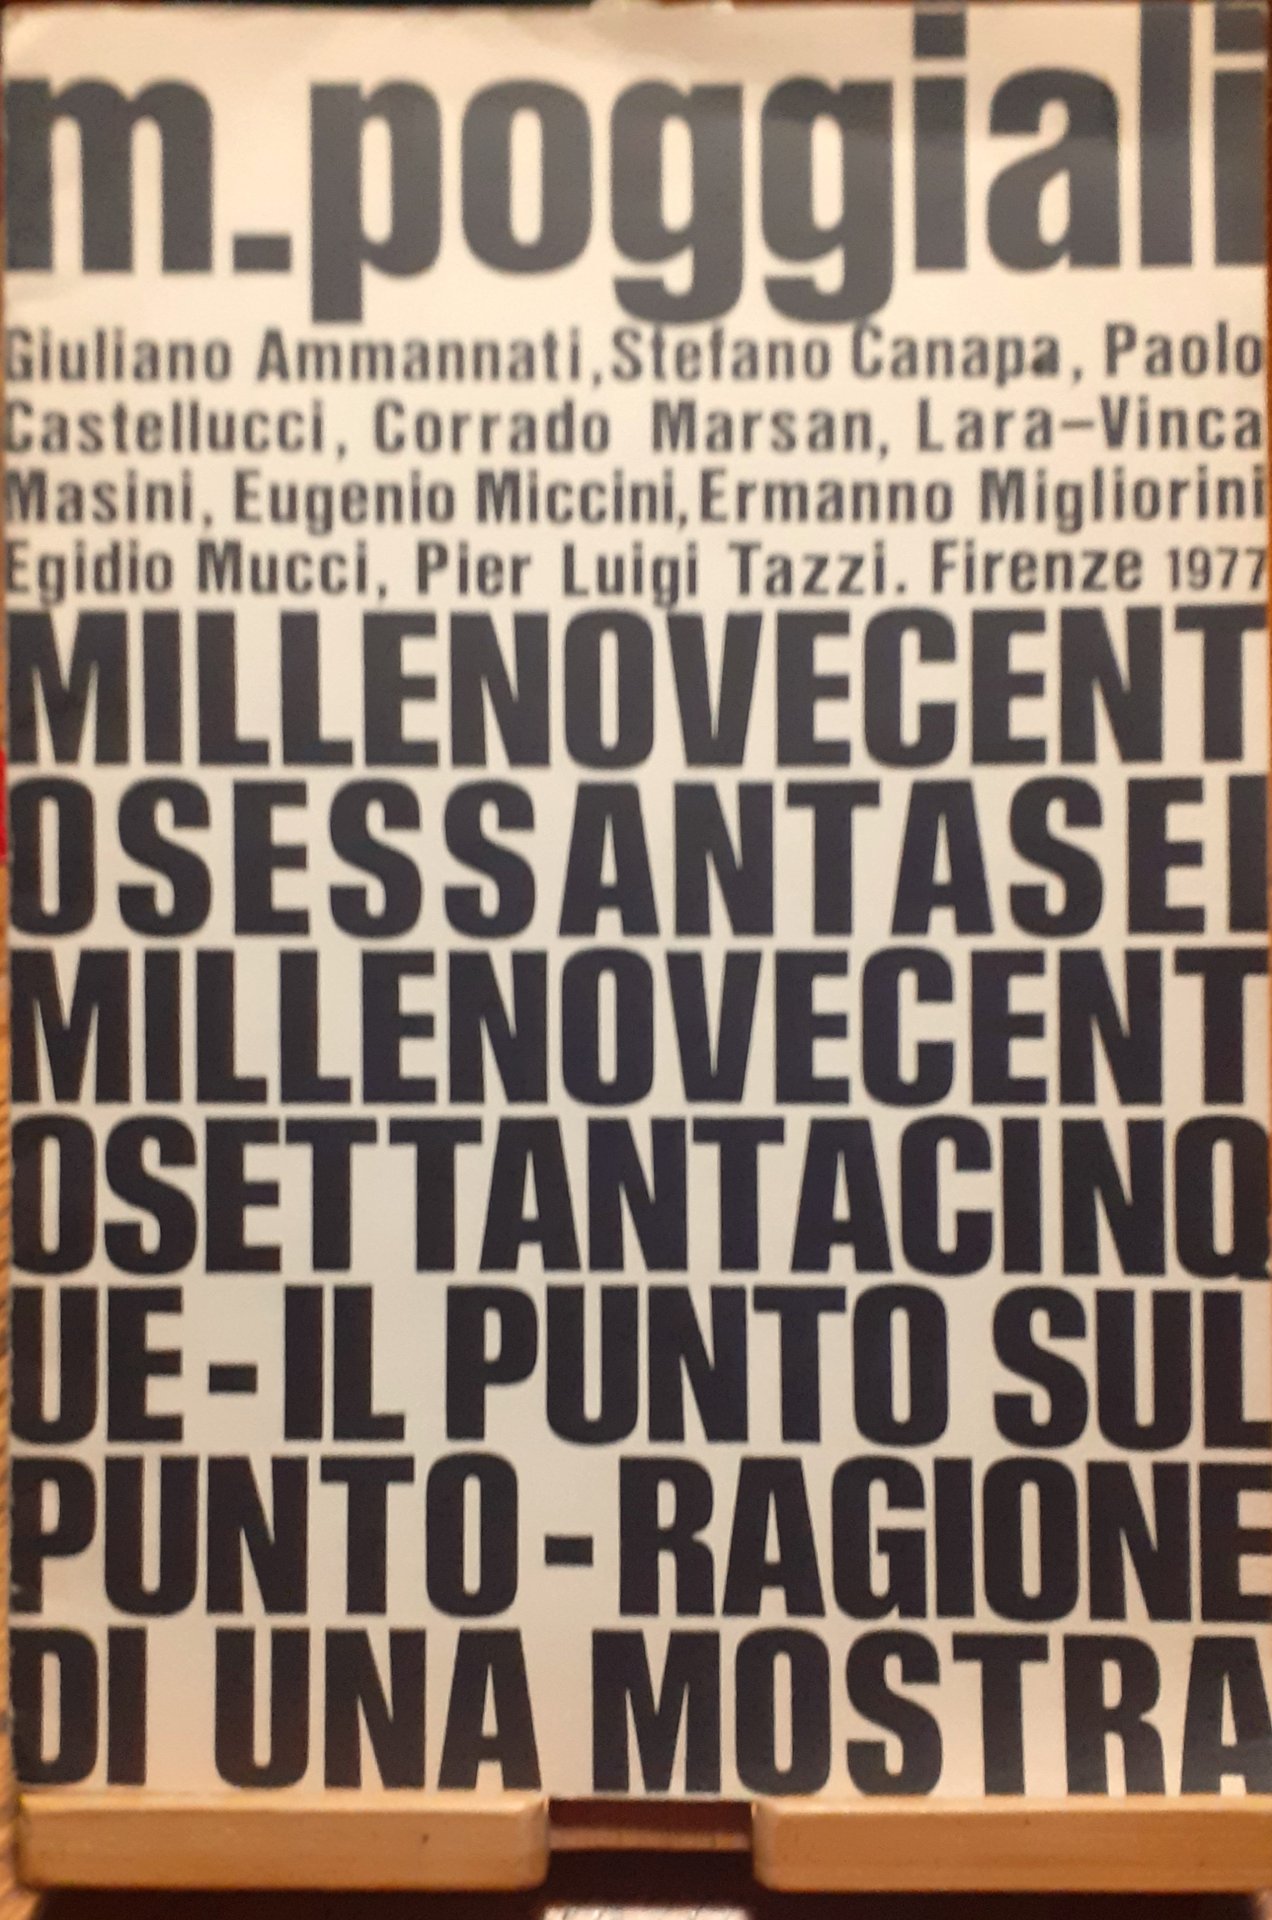 m.poggiali
Giuliano Ammannati, Stefano Canapa, Paolo
Castellucci, Corrado Marsan, Lara-Vinca
Masini, Eugenio Miccini, Ermanno Migliorini
Egidio Mucci, Pier Luigi Tazzi. Firenze 1977
MILLENOVECENT
OSESSANTASEI
MILLENOVECENT
OSETTANTACINQ
UE - IL PUNTO SUL
PUNTO - RAGIONE
DI UNA MOSTRA